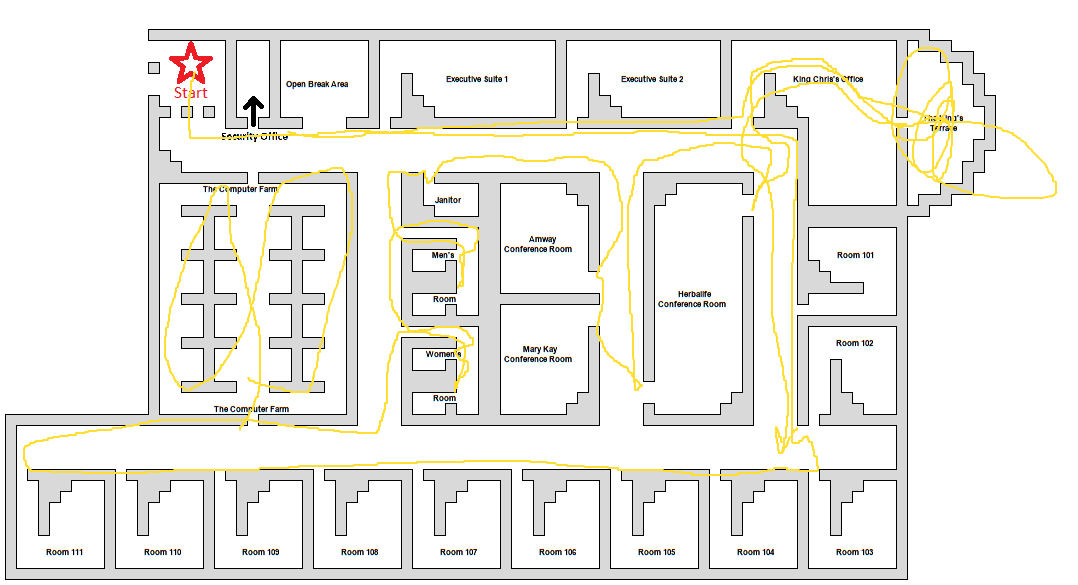 Start
Open Break Area
Executive Suite 1
Executive Suite 2
King Chris's Office
Terrace
Security Office
The Computer Farm
Janitor
Amway
Conference Room
Men's
Room
Room 101
Herbalife
Conference Room
Mary Kay
Conference Room
Women's
Room
Room 102
The Computer Farm
Room 111
Room 110
Room 109
Room 108
Room 107
Room 106
Room 105
Room 104
Room 103